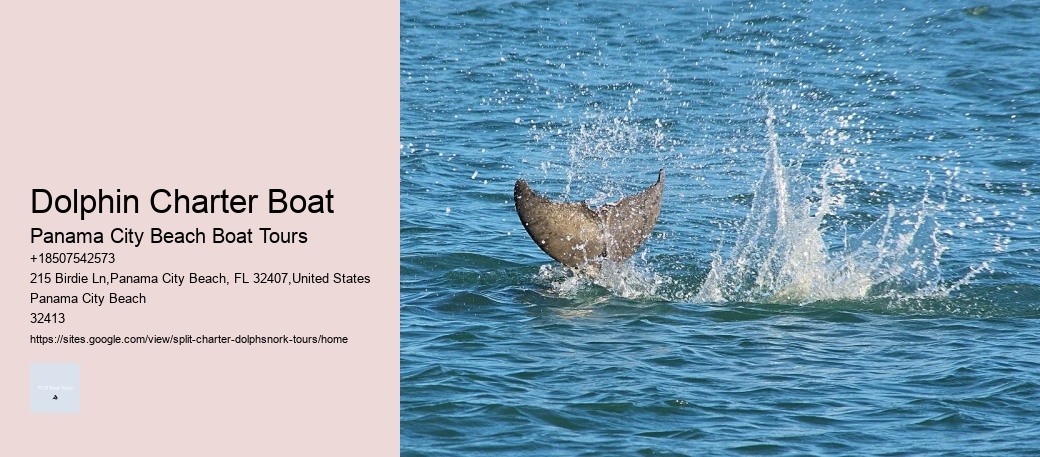 Dolphin Charter Boat
Panama City Beach Boat Tours
+18507542573
215 Birdie Ln,Panama City Beach, FL 32407,United States
Panama City Beach
32413
https://sites.google.com/view/split-charter-dolphsnork-tours/home